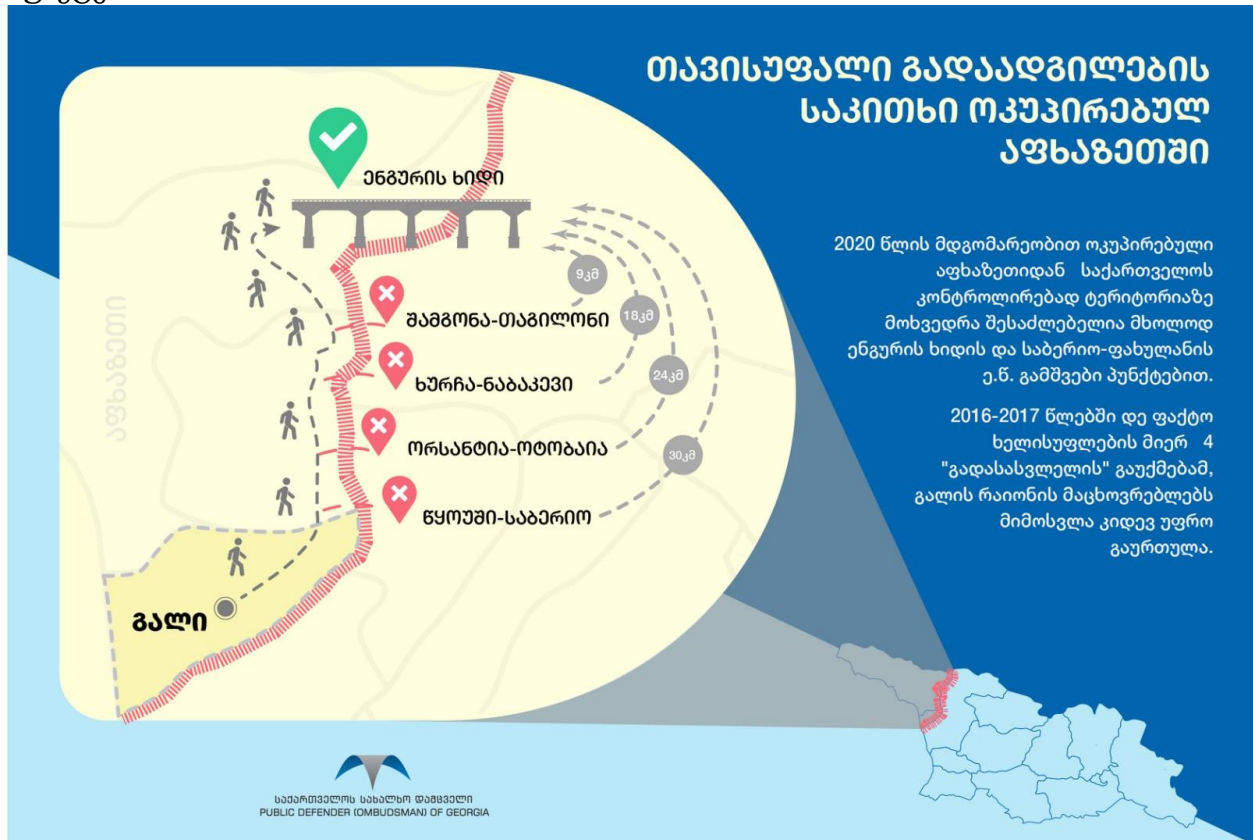 თავისუფალი გადაადგილების
საკითხი ოკუპირებულ
აფხაზეთში
2020 წლის მდგომარეობით ოკუპირებული
აფხაზეთიდან საქართველოს
კონტროლირებად ტერიტორიაზე
მოხვედრა შესაძლებელია მხოლოდ
ენგურის ხიდის და საბერიო-ფახულანის
ე.წ. გამშვები პუნქტებით.
2016-2017 წლებში დე ფაქტო
ხელისუფლების მიერ 4
"გადასასვლელის" გაუქმებამ,
გალის რაიონის მაცხოვრებლებს
მიმოსვლა კიდევ უფრო
გაურთულა.
ენგურის ხიდი
9კმ
შამგონა-თაგილონი
18კმ
ხურჩა-ნაბაკევი
24კმ
ორსანტია-ოტობაია
30კმ
წყოუში-საბერიო
აფხაზეთი
გალი
საქართველოს სახალხო დამცველი
PUBLIC DEFENDER (OMBUDSMAN) OF GEORGIA